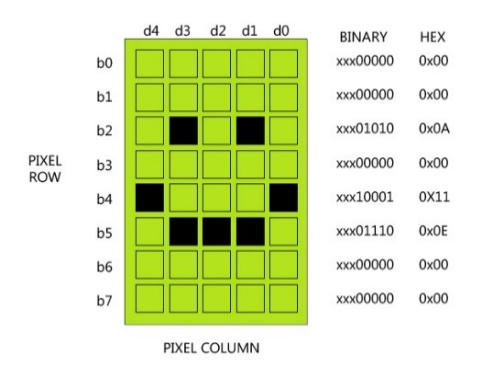 d4 d3 d2 d1 d0 BINARY HEX
b0 xxx00000 0x00
b1 xxx00000 0x00
b2 xxx01010 0x0A
PIXEL
ROW
b3 xxx00000 0x00
b4 xxx10001 0X11
b5 xxx01110 0x0E
b6 xxx00000 0x00
b7 xxx00000 0x00
PIXEL COLUMN